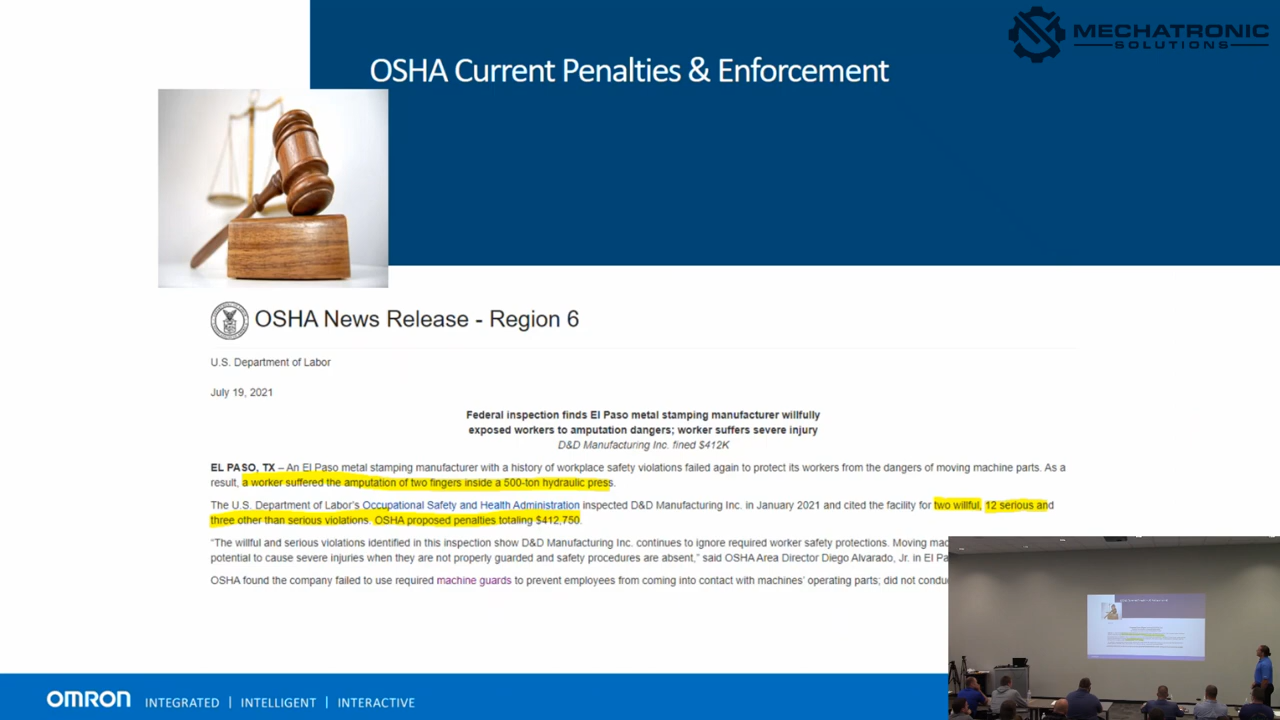 MECHATRONIC
SOLUTIONS
OSHA Current Penalties & Enforcement
OSHA News Release - Region 6
U.S. Department of Labor
July 19, 2021
Federal inspection finds El Paso metal stamping manufacturer willfully
exposed workers to amputation dangers; worker suffers severe injury
D&D Manufacturing Inc. fined $412K
EL PASO, TX – An El Paso metal stamping manufacturer with a history of workplace safety violations failed again to protect its workers from the dangers of moving machine parts. As a
result, a worker suffered the amputation of two fingers inside a 500-ton hydraulic press.
The U.S. Department of Labor's Occupational Safety and Health Administration inspected D&D Manufacturing Inc. in January 2021 and cited the facility for two willful, 12 serious and
three other than serious violations. OSHA proposed penalties totaling $412,750.
"The willful and serious violations identified in this inspection show D&D Manufacturing Inc. continues to ignore required worker safety protections. Moving
potential to cause severe injuries when they are not properly guarded and safety procedures are absent," said OSHA Area Director Diego Alvarado, Jr. in El
OSHA found the company failed to use required machine guards to prevent employees from coming into contact with machines' operating parts; did not
OMRON INTEGRATED | INTELLIGENT | INTERACTIVE